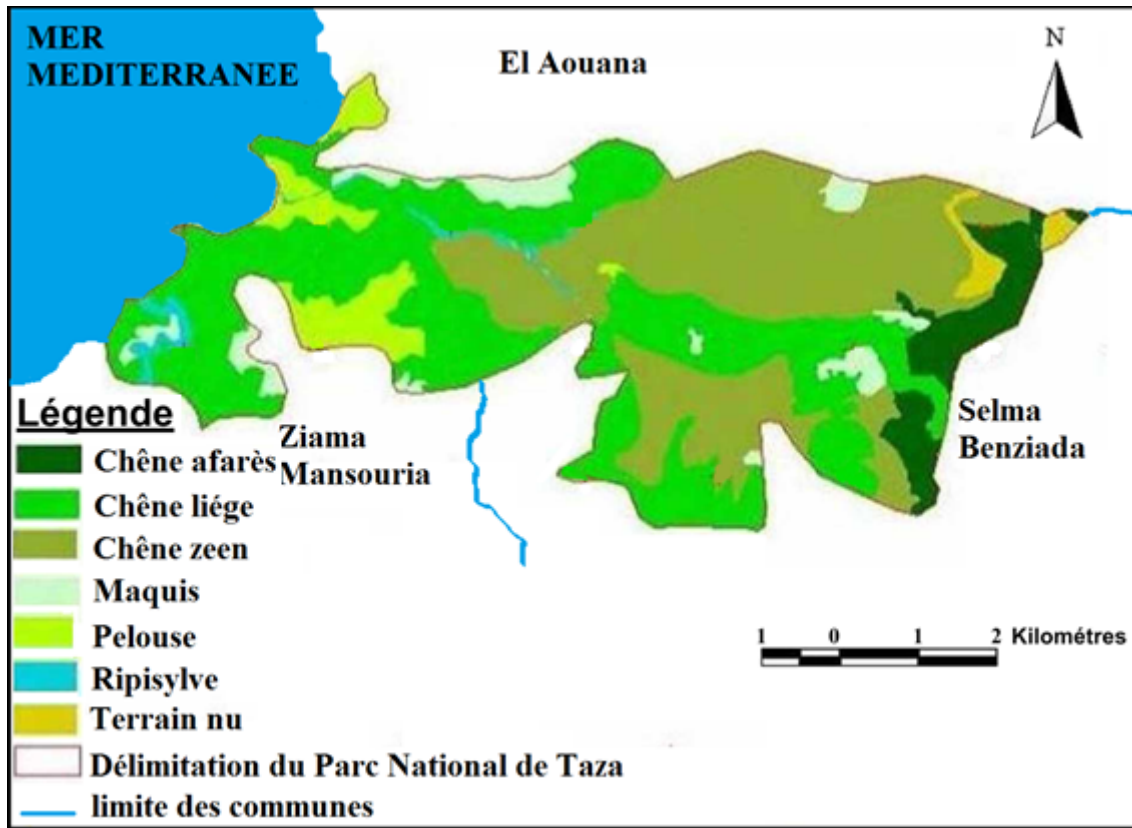 MER
MEDITERRANEE
El Aouana
N
Légende
Ziama
Mansouria
Selma
Benziada
Chêne afarès
Chêne liége
Chêne zeen
Maquis
Pelouse
Ripisylve
Terrain nu
Délimitation du Parc National de Taza
limite des communes
1 0 1 2 Kilométres